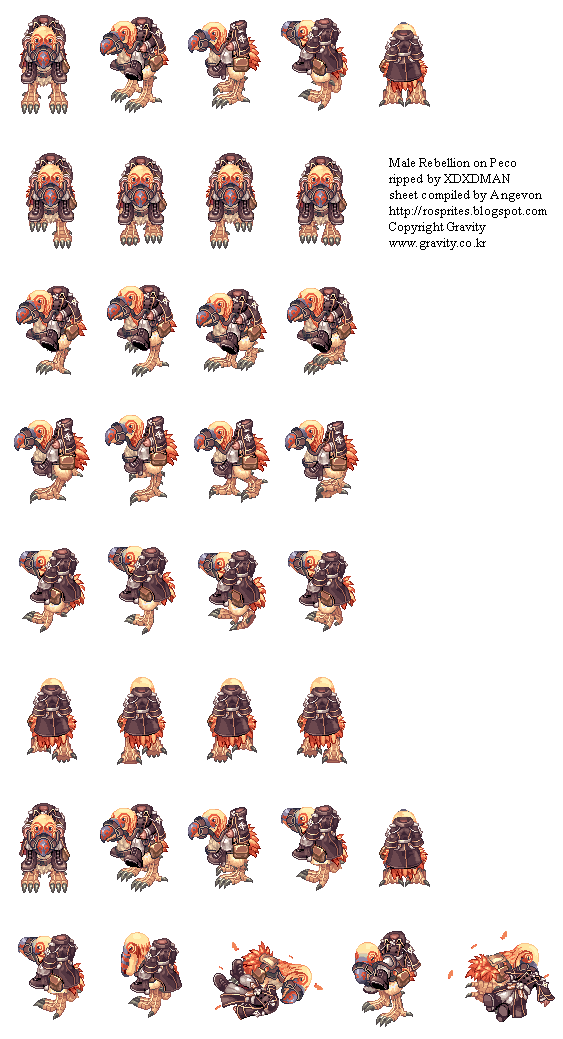 Male Rebellion on Peco
ripped by XDXDMAN
sheet compiled by Angevon
http://rosprites.blogspot.com
Copyright Gravity
www.gravity.co.kr